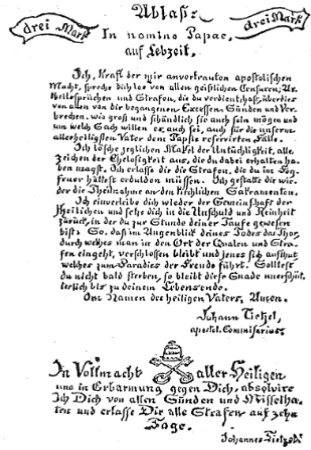 Ablaß:
drei Mark drei Mark
In nomine Papae,
auf Lebzeit.
Ich, Kraft der mir anvertrauten apostolischen
Macht, spreche dich los von allen geistlichen Censuren, Ur-
theilssprüchen und Strafen, die du verdient hast, überdies
von allen von dir begangenen Excessen, Sünden und Ver-
brechen, wie groß und schändlich sie auch sein mögen und
um welch Sach willen es auch sei, auch für die unserm
allerheiligsten Vater dem Papste reservirten Fälle.
Ich lösche jeglichen Makel der Untüchtigkeit, alle
Zeichen der Ehrlosigkeit aus, die du dabei erhalten ha-
ben magst. Ich erlasse dir die Strafen, die du im Feg-
feuer hättest erdulden müssen. Ich gestatte dir wie-
der die Theilnahme an den kirchlichen Sakramenten.
Ich einverleibe dich wieder der Gemeinschaft der
Heiligen und setze dich in die Unschuld und Reinheit
zurück, in der du zur Stunde deiner Taufe gewesen
bist. So, daß im Augenblick deines Todes das Thor,
durch welches man in den Ort der Qualen und Stra-
fen eingeht, verschlossen bleibt und jenes sich aufthut
welches zum Paradies der Freude führt. Solltest
du nicht bald sterben, so bleibt diese Gnade unerschüt-
terlich bis zu deinem Lebensende.
Im Namen des heiligen Vaters, Amen.
Johann Tietzel,
apostol. Commissarius.
In Vollmacht aller Heiligen
und in Erbarmung gegen Dich, absolvire
Ich Dich von allen Sünden und Missetha-
ten und erlasse Dir alle Strafen auf zehn
Tage.
Johannes Tietzel